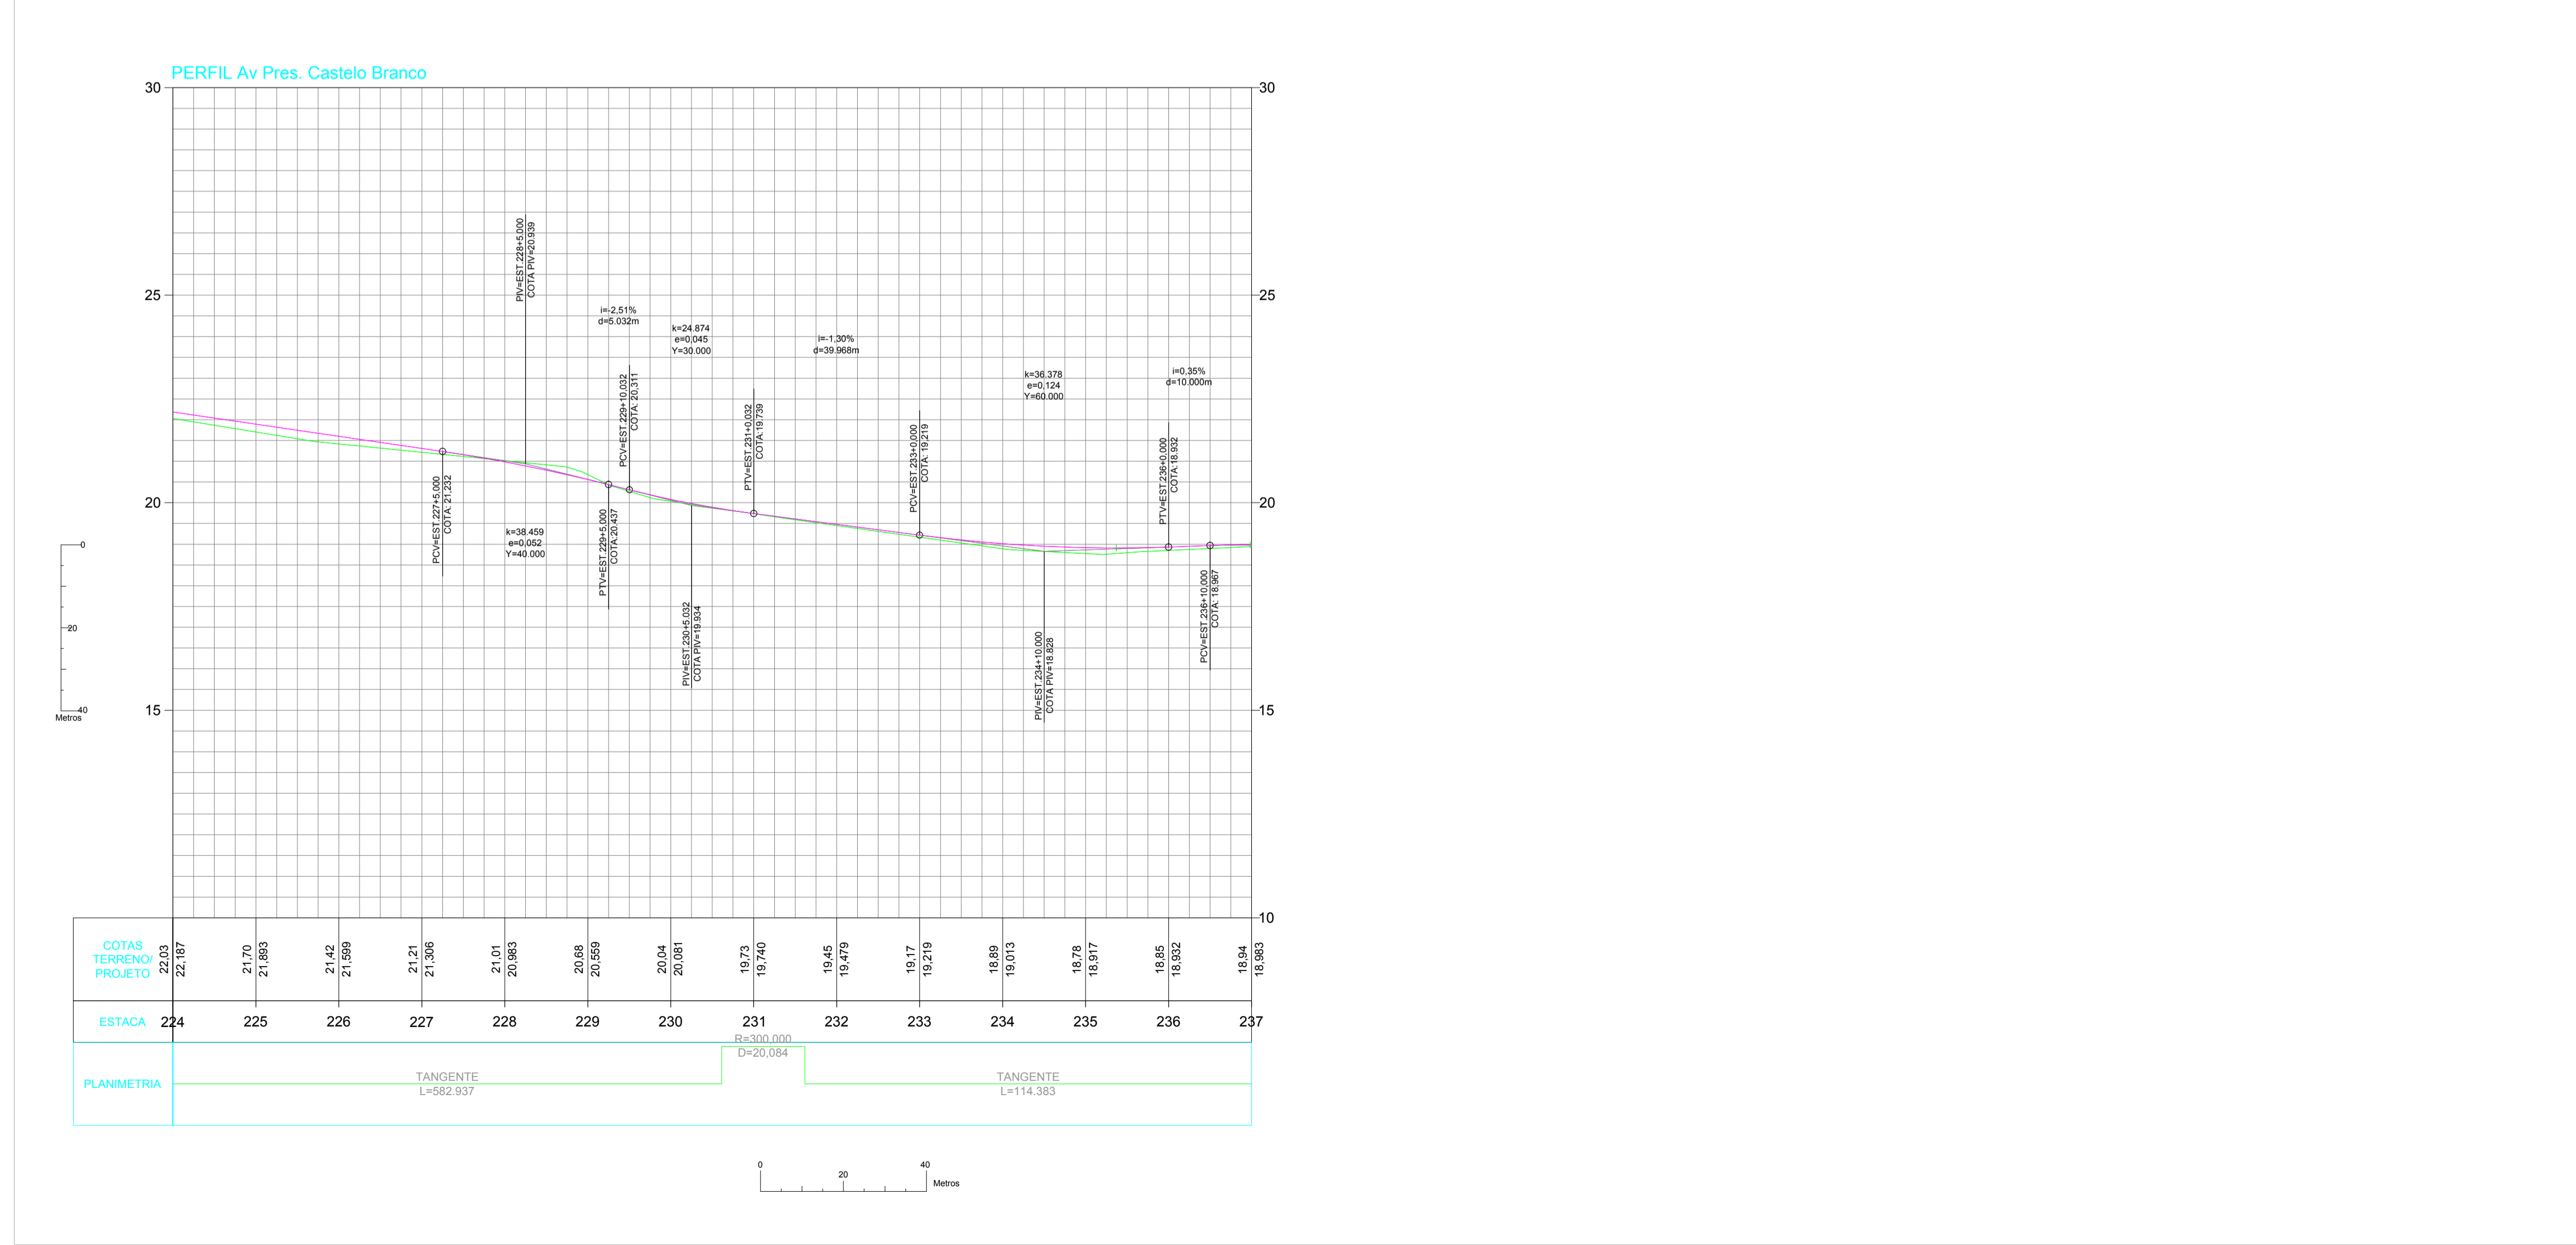 PERFIL Av Pres. Castelo Branco
30
30
25
25
20
20
15
15
10
PIV=EST.228+5.000
COTA PIV=20.939
i=-2,51%
d=5.032m
k=24.874
e=0,045
Y=30.000
i=-1,30%
d=39.968m
k=36.378
e=0,124
Y=60.000
i=0,35%
d=10.000m
PCV=EST.229+10,032
COTA: 20,311
PTV=EST.231+0,032
COTA:19.739
PCV=EST.233+0,000
COTA: 19,219
PTV=EST.236+0,000
COTA:18.932
PCV=EST.227+5,000
COTA: 21,232
k=38.459
e=0,052
Y=40.000
PTV=EST.229+5,000
COTA:20.437
PIV=EST.230+5.032
COTA PIV=19.934
PIV=EST.234+10.000
COTA PIV=18.828
PCV=EST.236+10,000
COTA: 18,967
0
20
40
Metros
COTAS
TERRENO/
PROJETO
22,03
22,187
21,70
21,893
21,42
21,599
21,21
21,306
21,01
20,983
20,68
20,559
20,04
20,081
19,73
19,740
19,45
19,479
19,17
19,219
18,89
19,013
18,78
18,917
18,85
18,932
18,94
18,983
ESTACA
224
225
226
227
228
229
230
231
232
233
234
235
236
237
PLANIMETRIA
TANGENTE
L=582.937
R=300,000
D=20,084
TANGENTE
L=114.383
0
20
40
Metros